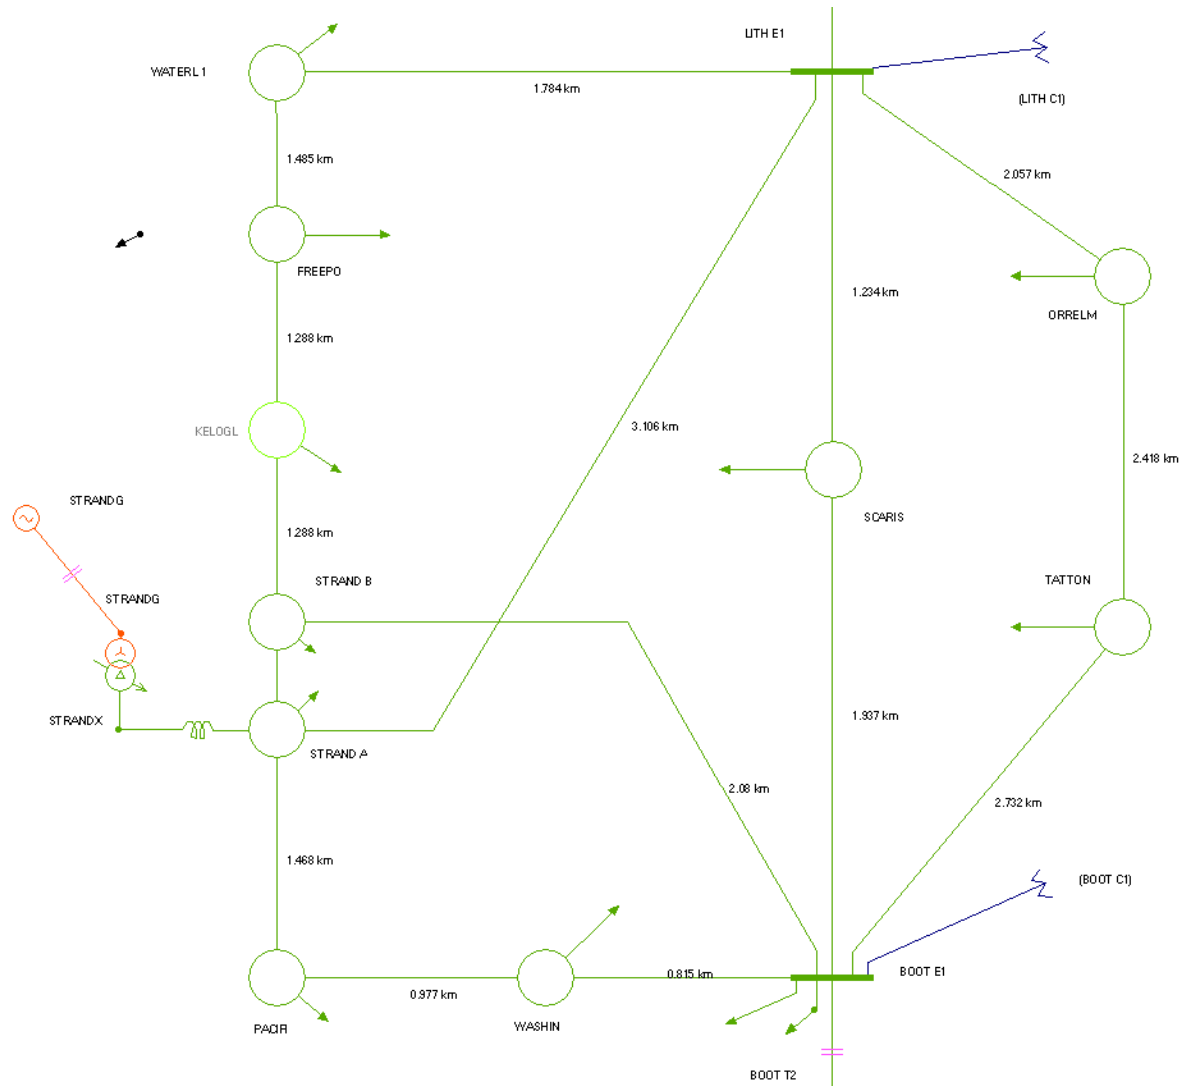 LITH E1
WATERL 1
1.784 km
(LITH C1)
1.485 km
2.057 km
FREEPO
1.234 km
ORRELM
1.288 km
3.106 km
KELOGL
2.418 km
STRANDG
SCARIS
1.288 km
STRAND B
TATTON
STRANDG
STRANDX
1.937 km
STRAND A
2.08 km
2.732 km
1.468 km
(BOOT C1)
BOOT E1
0.815 km
0.977 km
PACIFI
WASHIN
BOOT T2